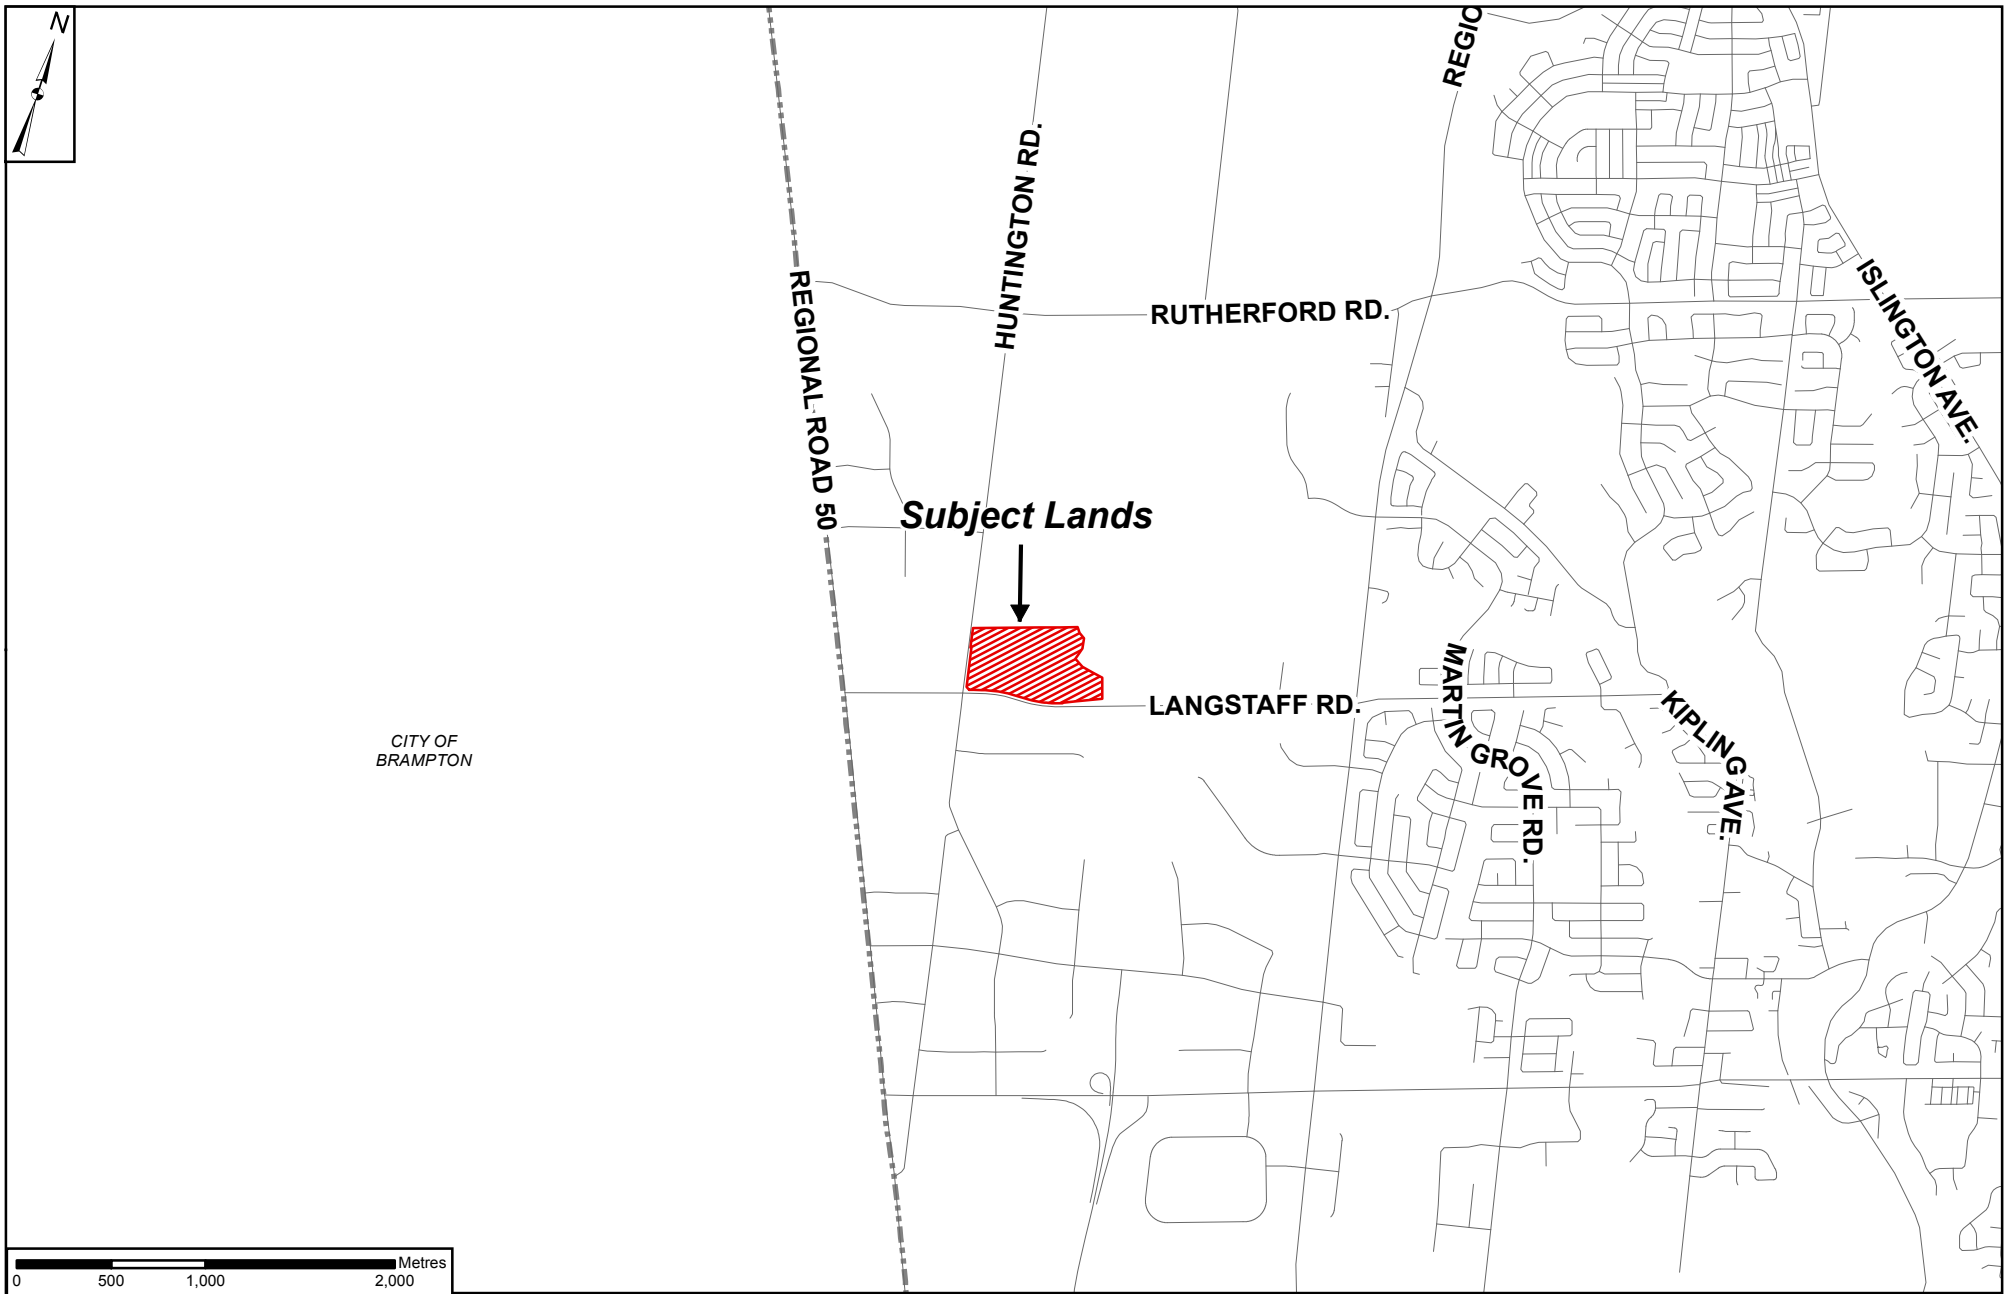 N
REGIO
HUNTINGTON RD.
ISLINGTON AVE.
REGIONAL ROAD 50
RUTHERFORD RD.
Subject Lands
MARTIN GROVE RD.
LANGSTAFF RD.
KIPLING AVE.
CITY OF
BRAMPTON
Metres
0 500 1,000 2,000